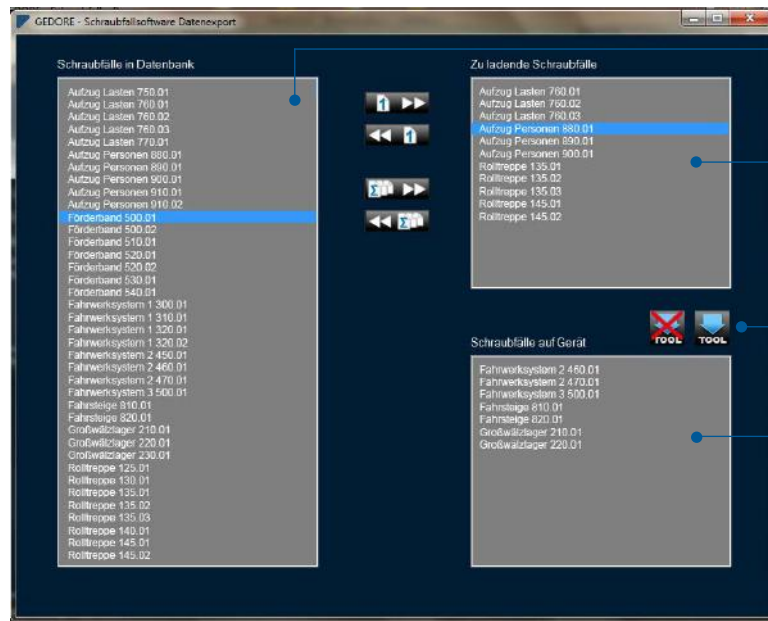 GEDORE - Schraubfallsoftware Datenexport
Schraubfälle in Datenbank
Aufzug Lasten 750.01
Aufzug Lasten 760.01
Aufzug Lasten 760.02
Aufzug Lasten 760.03
Aufzug Lasten 770.01
Aufzug Personen 880.01
Aufzug Personen 890.01
Aufzug Personen 900.01
Aufzug Personen 910.01
Aufzug Personen 910.02
Förderband 500.01
Förderband 500.02
Förderband 510.01
Förderband 520.01
Förderband 520.02
Förderband 530.01
Förderband 540.01
Fahrwerksystem 1 300.01
Fahrwerksystem 1 310.01
Fahrwerksystem 1 320.01
Fahrwerksystem 1 320.02
Fahrwerksystem 2 450.01
Fahrwerksystem 2 460.01
Fahrwerksystem 2 470.01
Fahrwerksystem 3 500.01
Fahrsteige 810.01
Fahrsteige 820.01
Großwälzlager 210.01
Großwälzlager 220.01
Großwälzlager 230.01
Rolltreppe 125.01
Rolltreppe 130.01
Rolltreppe 135.01
Rolltreppe 135.02
Rolltreppe 135.03
Rolltreppe 140.01
Rolltreppe 145.01
Rolltreppe 145.02
1
1
Σ
Σ
Zu ladende Schraubfälle
Aufzug Lasten 760.01
Aufzug Lasten 760.02
Aufzug Lasten 760.03
Aufzug Personen 880.01
Aufzug Personen 890.01
Aufzug Personen 900.01
Rolltreppe 135.01
Rolltreppe 135.02
Rolltreppe 135.03
Rolltreppe 145.01
Rolltreppe 145.02
TOOL TOOL
Schraubfälle auf Gerät
Fahrwerksystem 2 460.01
Fahrwerksystem 2 470.01
Fahrwerksystem 3 500.01
Fahrsteige 810.01
Fahrsteige 820.01
Großwälzlager 210.01
Großwälzlager 220.01